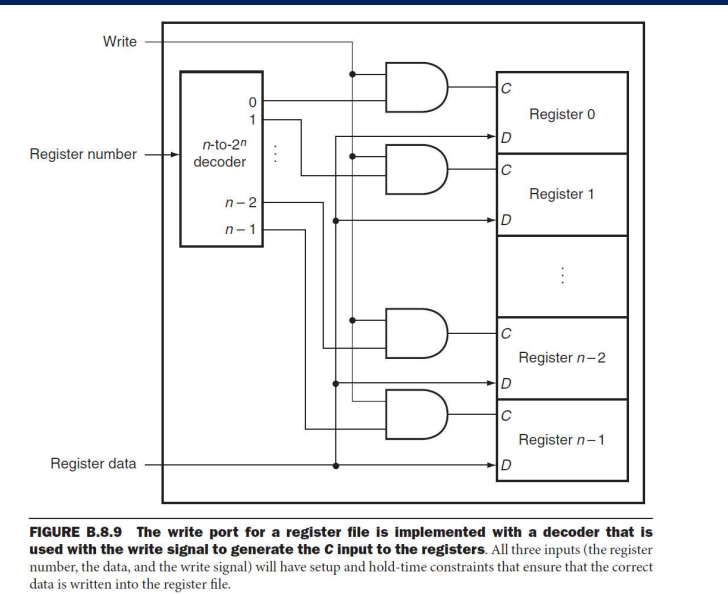 Write
0
1
n-to-2ⁿ
decoder
⋮
n – 2
n – 1
Register number
Register data
C
Register 0
D
C
Register 1
D
⋮
C
Register n – 2
D
C
Register n – 1
D
FIGURE B.8.9 The write port for a register file is implemented with a decoder that is
used with the write signal to generate the C input to the registers. All three inputs (the register
number, the data, and the write signal) will have setup and hold-time constraints that ensure that the correct
data is written into the register file.